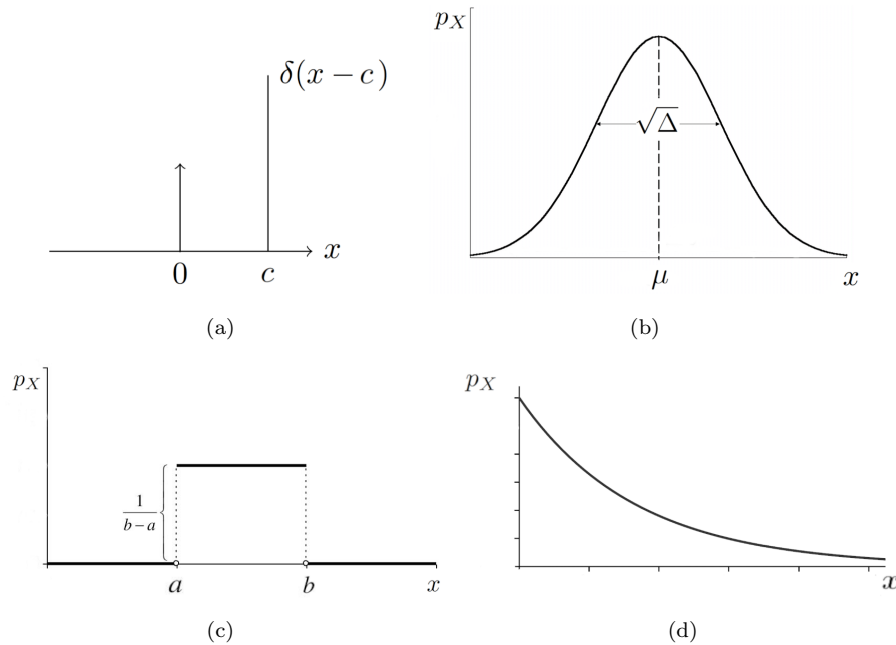 δ(x − c)
x
0
c
(a)
p_X
√Δ
μ
x
(b)
p_X
1
b−a
a
b
x
(c)
p_X
x
(d)